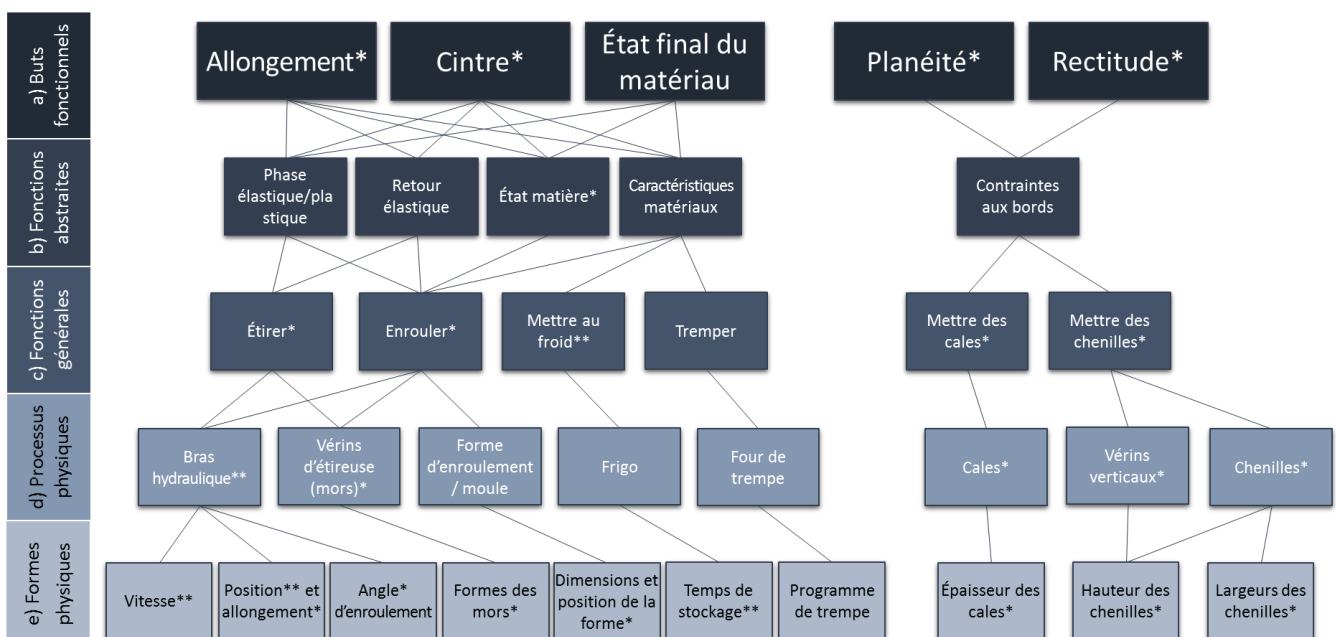 a) Buts
fonctionnels
Allongement*
Cintre*
État final du
matériau
Planéité*
Rectitude*
b) Fonctions
abstraites
Phase
élastique/pla
stique
Retour
élastique
État matière*
Caractéristiques
matériaux
Contraintes
aux bords
c) Fonctions
générales
Étirer*
Enrouler*
Mettre au
froid**
Tremper
Mettre des
cales*
Mettre des
chenilles*
d) Processus
physiques
Bras
hydraulique**
Vérins
d'étireuse
(mors)*
Forme
d'enroulement
/ moule
Frigo
Four de
trempe
Cales*
Vérins
verticaux*
Chenilles*
e) Formes
physiques
Vitesse**
Position** et
allongement*
Angle*
d'enroulement
Formes des
mors*
Dimensions et
position de la
forme*
Temps de
stockage**
Programme
de trempe
Épaisseur des
cales*
Hauteur des
chenilles*
Largeurs des
chenilles*